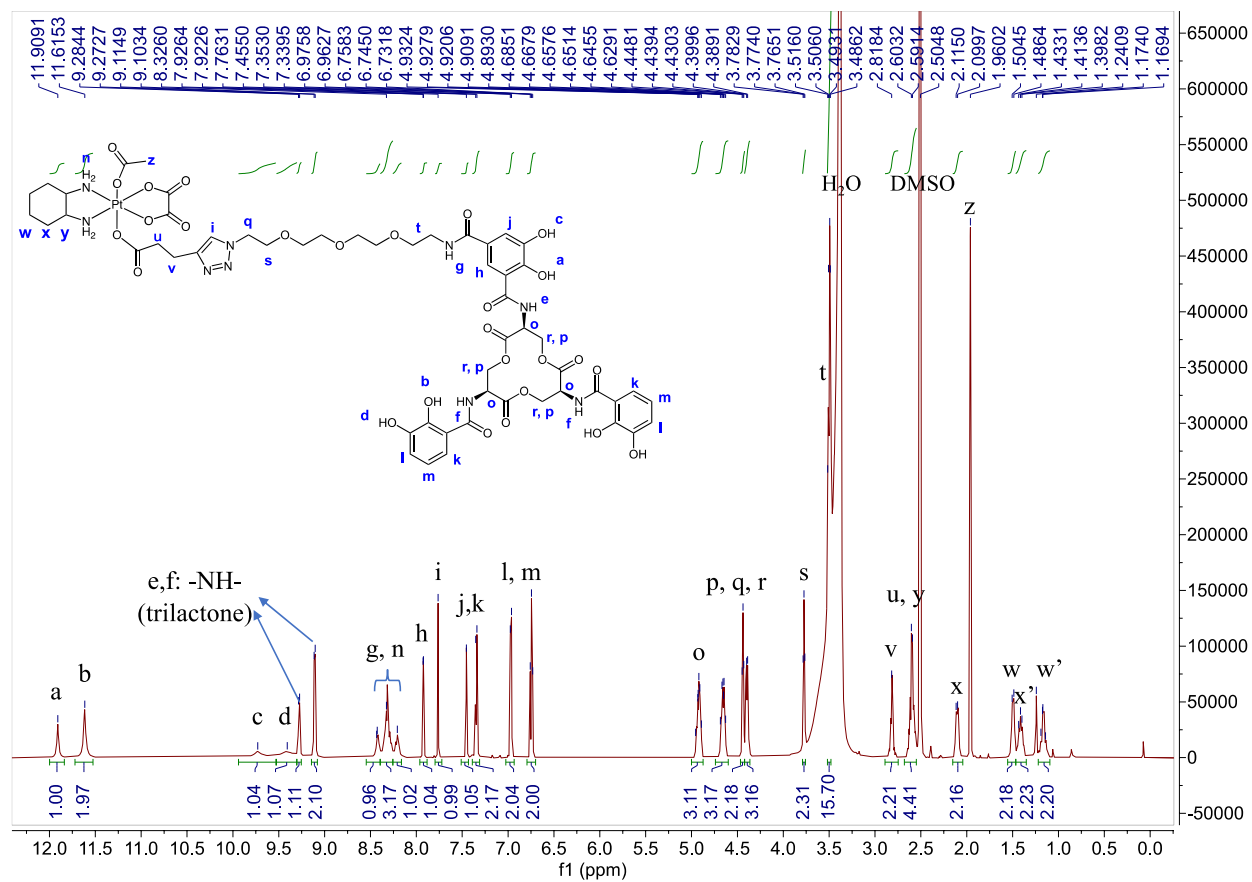 11.9091 11.6153 9.2844 9.2727 9.1149 9.1034 8.3260 7.9264 7.9226 7.7631 7.4550 7.3530 7.3395 6.9758 6.9627 6.7583 6.7450 6.7318 4.9324 4.9279 4.9206 4.9091 4.8930 4.6851 4.6679 4.6576 4.6514 4.6455 4.6291 4.4481 4.4394 4.4303 4.3996 4.3891 3.7829 3.7740 3.7651 3.5160 3.5060 3.4931 3.4862 2.8184 2.6032 2.5914 2.5048 2.1150 2.0997 1.9602 1.5045 1.4864 1.4331 1.4136 1.3982 1.2409 1.1740 1.1694
650000
600000
550000
500000
450000
400000
350000
300000
250000
200000
150000
100000
50000
0
-50000
O
n
z
NH2
O
O
O
Pt
O
O
NH2
O
w x y
u
O
O
v
i
N
N
N
q
s
O
O
O
t
N
H
g
O
j
c
OH
a
OH
h
O
NH
e
o
O
r, p
O
O
O
r, p
O
o
O
O
r, p
o
HN
f
O
O
b
OH
d
HO
l
m
k
O
NH
f
k
m
l
HO
OH
H2O
DMSO
z
t
e,f: -NH-
(trilactone)
a
b
c
d
g, n
h
i
j,k
l, m
o
p, q, r
s
v
u, y
x
w
x’
w’
1.00 1.97 1.04 1.07 1.11 2.10 0.96 3.17 1.02 1.04 0.99 1.05 2.17 2.04 2.00 3.11 3.17 2.18 3.16 2.31 15.70 2.21 4.41 2.16 2.18 2.23 2.20
12.0 11.5 11.0 10.5 10.0 9.5 9.0 8.5 8.0 7.5 7.0 6.5 6.0 5.5 5.0 4.5 4.0 3.5 3.0 2.5 2.0 1.5 1.0 0.5 0.0
f1 (ppm)